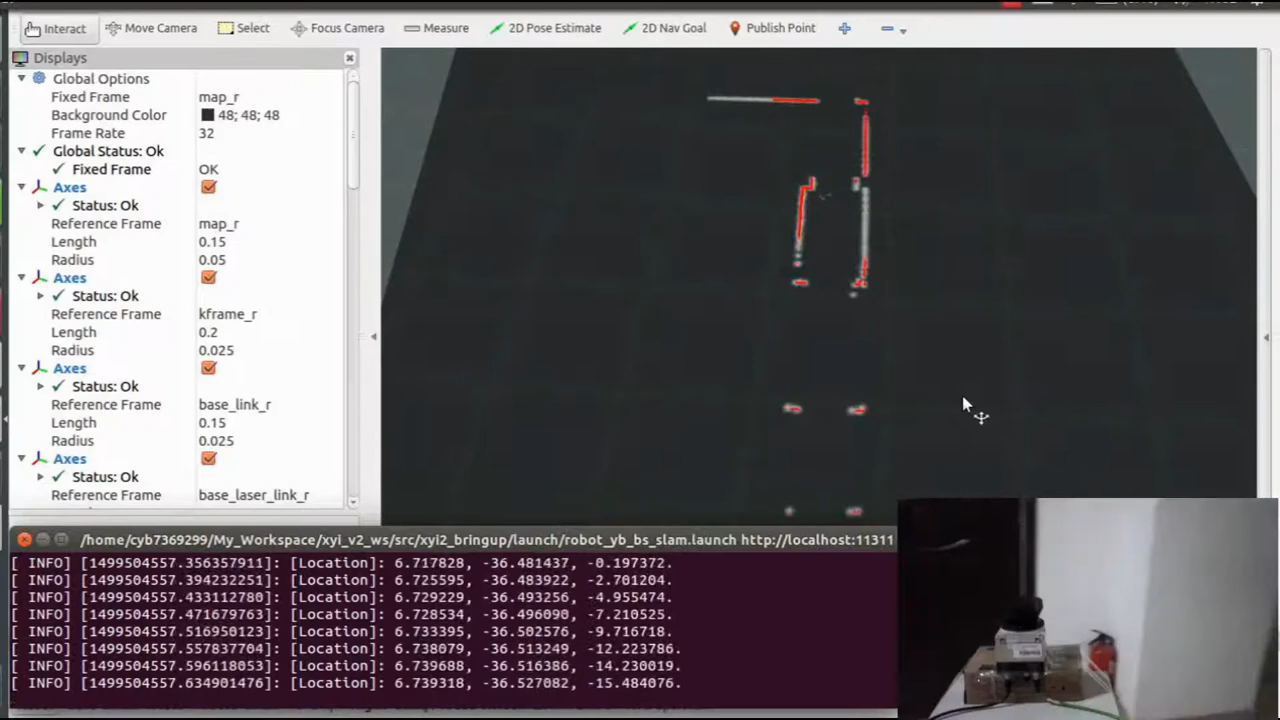 Interact Move Camera Select Focus Camera Measure 2D Pose Estimate 2D Nav Goal Publish Point
Displays
Global Options
Fixed Frame map_r
Background Color 48; 48; 48
Frame Rate 32
Global Status: Ok
Fixed Frame OK
Axes
Status: Ok
Reference Frame map_r
Length 0.15
Radius 0.05
Axes
Status: Ok
Reference Frame kframe_r
Length 0.2
Radius 0.025
Axes
Status: Ok
Reference Frame base_link_r
Length 0.15
Radius 0.025
Axes
Status: Ok
Reference Frame base_laser_link_r
/home/cyb7369299/My_Workspace/xyi_v2_ws/src/xyi2_bringup/launch/robot_yb_bs_slam.launch http://localhost:11311
[ INFO] [1499504557.356357911]: [Location]: 6.717828, -36.481437, -0.197372.
[ INFO] [1499504557.394232251]: [Location]: 6.725595, -36.483922, -2.701204.
[ INFO] [1499504557.433112780]: [Location]: 6.729229, -36.493256, -4.955474.
[ INFO] [1499504557.471679763]: [Location]: 6.728534, -36.496090, -7.210525.
[ INFO] [1499504557.516950123]: [Location]: 6.733395, -36.502576, -9.716718.
[ INFO] [1499504557.557837704]: [Location]: 6.738079, -36.513249, -12.223786.
[ INFO] [1499504557.596118053]: [Location]: 6.739688, -36.516386, -14.230019.
[ INFO] [1499504557.634901476]: [Location]: 6.739318, -36.527082, -15.484076.